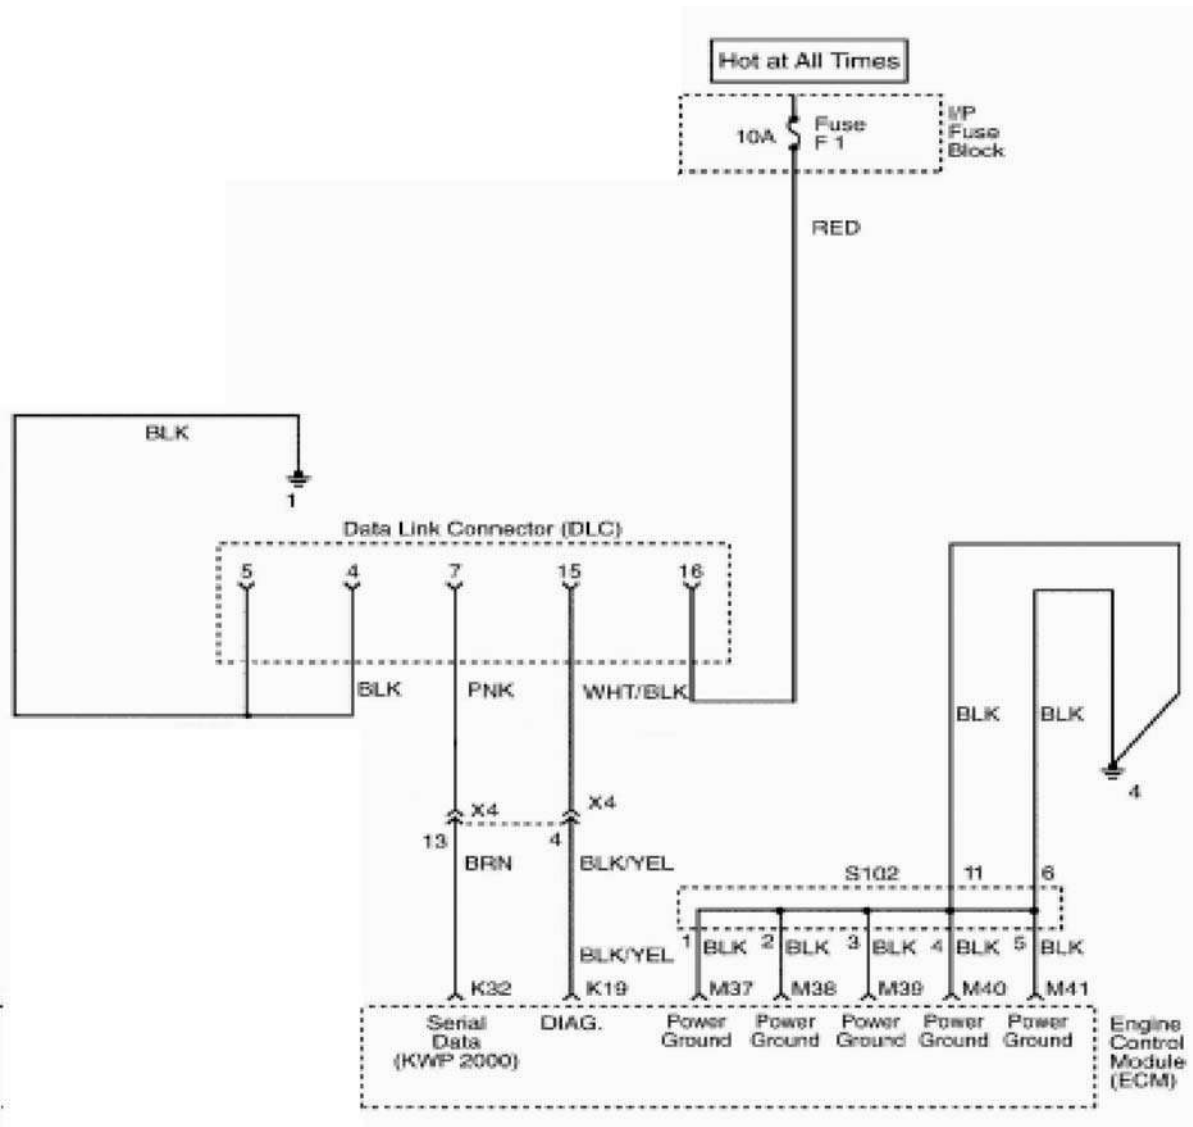 Hot at All Times
10A
Fuse
F 1
I/P
Fuse
Block
RED
BLK
1
Data Link Connector (DLC)
5
4
7
15
16
BLK
PNK
WHT/BLK
BLK
BLK
4
X4
X4
13
4
BRN
BLK/YEL
S102
11
6
BLK/YEL
1
BLK
2
BLK
3
BLK
4
BLK
5
BLK
K32
K19
M37
M38
M39
M40
M41
Serial
Data
(KWP 2000)
DIAG.
Power
Ground
Power
Ground
Power
Ground
Power
Ground
Power
Ground
Engine
Control
Module
(ECM)